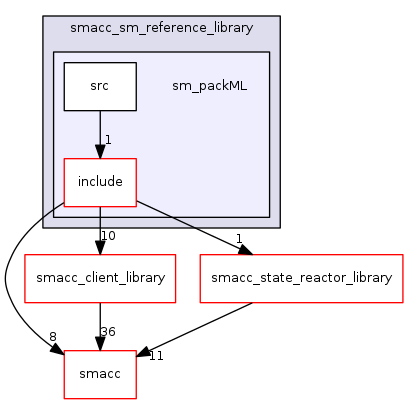 smacc_sm_reference_library
src
sm_packML
1
include
10
1
smacc_client_library
smacc_state_reactor_library
8
36
11
smacc